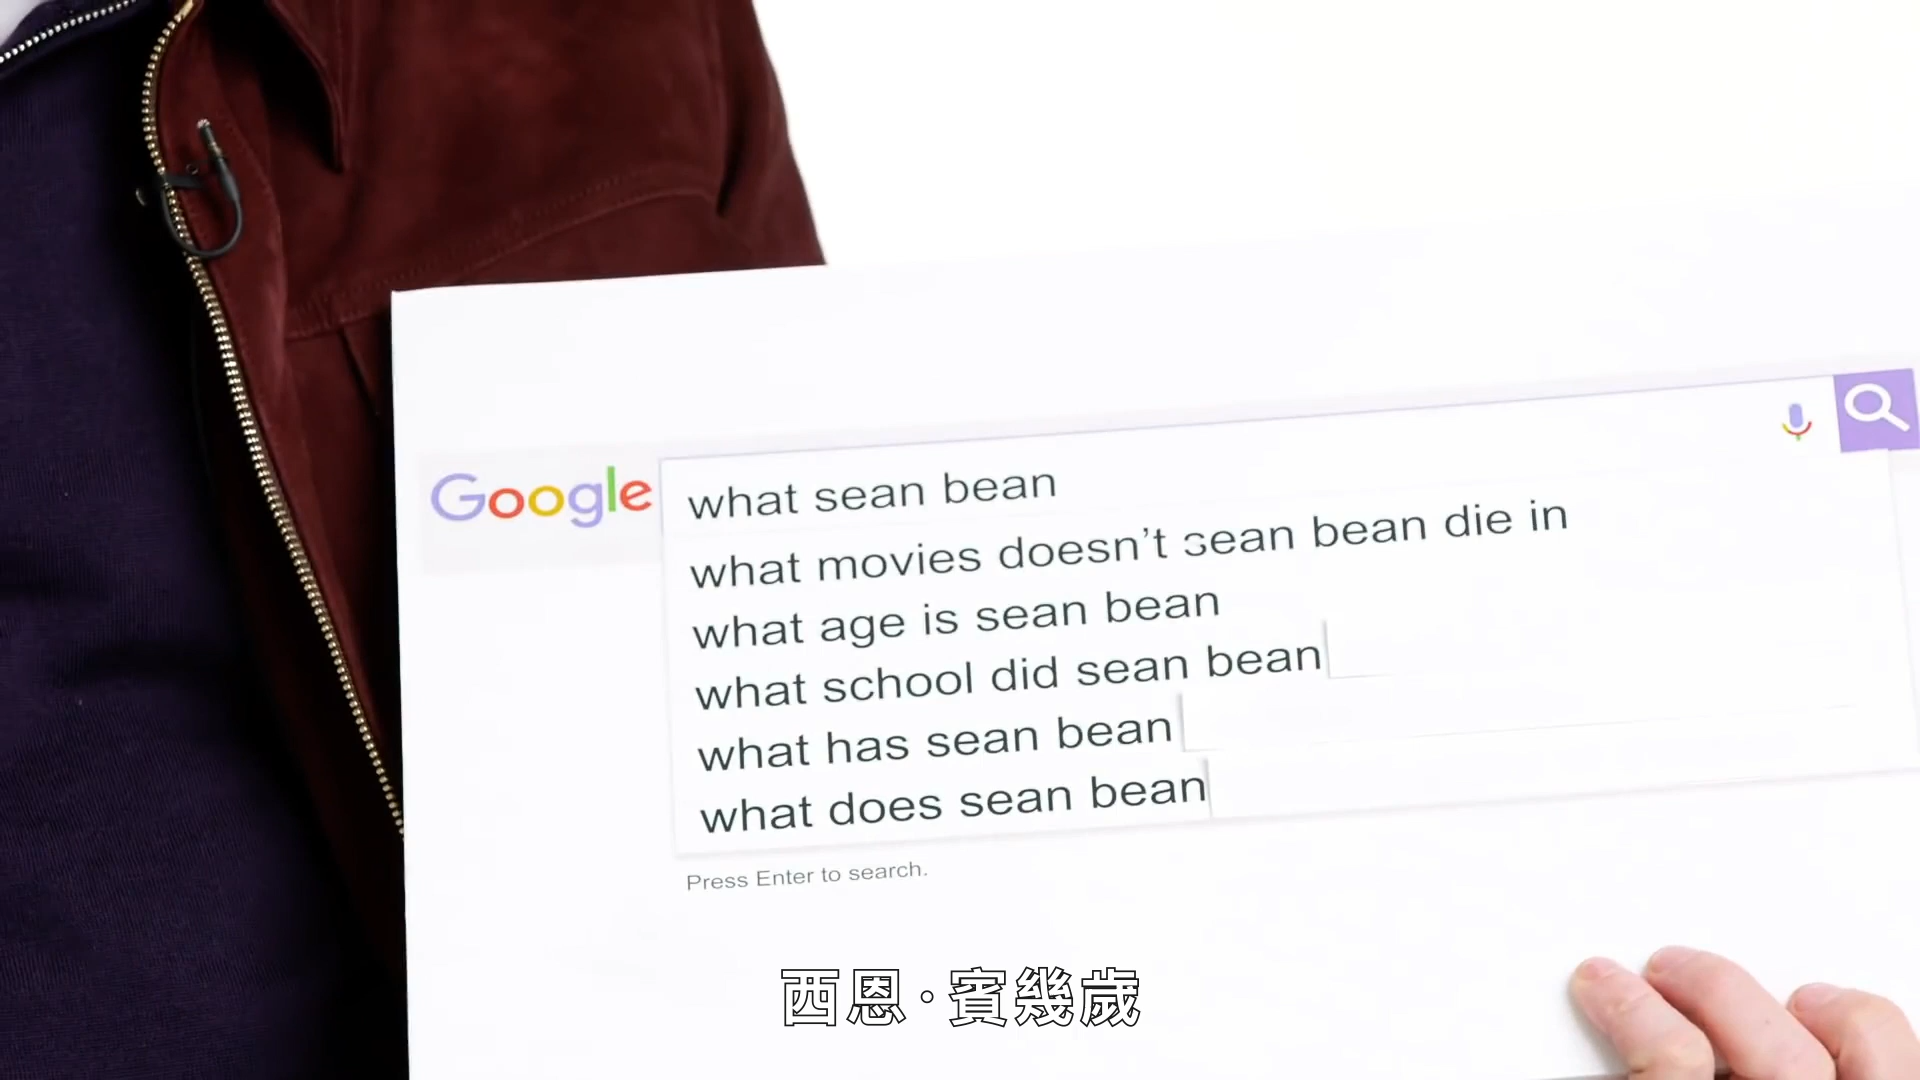 Google
what sean bean
what movies doesn't sean bean die in
what age is sean bean
what school did sean bean
what has sean bean
what does sean bean
Press Enter to search.
西恩·賓幾歲